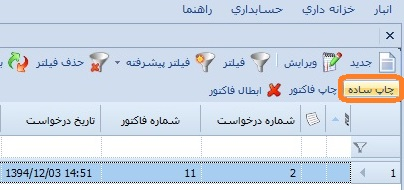 انبار خزانه داري حسابداري راهنما
جدید ویرایش فیلتر فیلتر پیشرفته حذف فیلتر
چاپ ساده چاپ فاکتور ابطال فاکتور
شماره درخواست شماره فاکتور تاریخ درخواست
1 2 11 1394/12/03 14:51